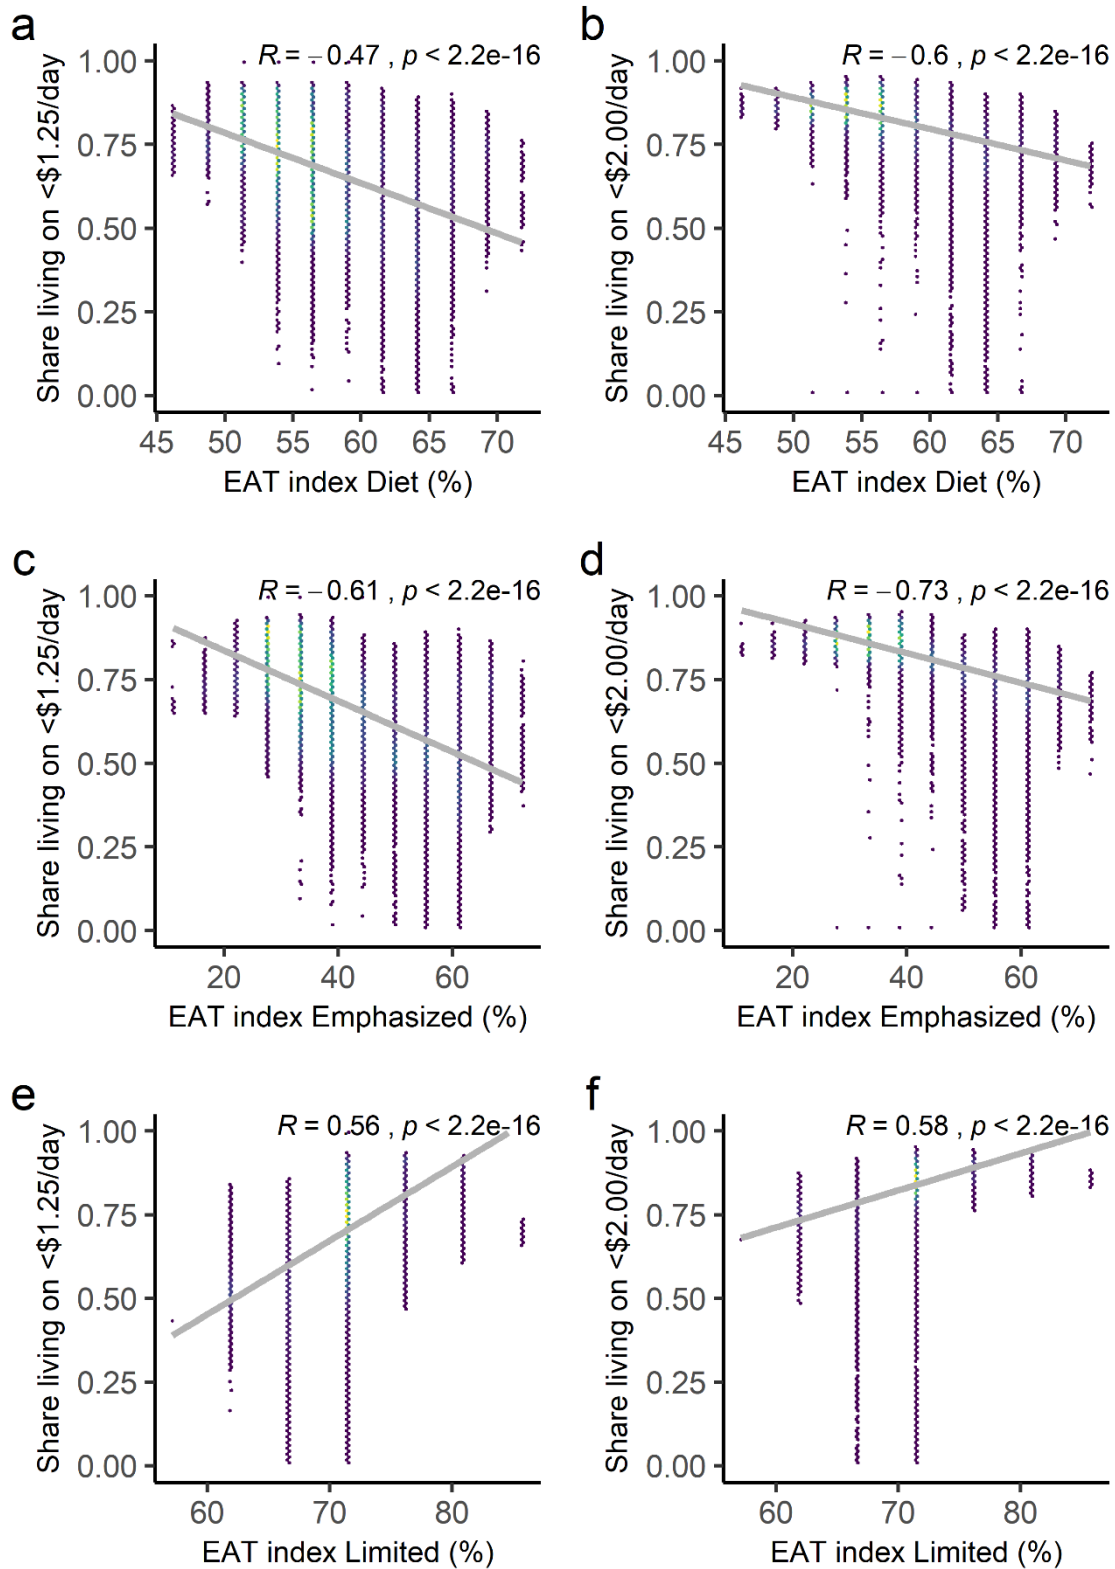 a
R = −0.47 , p < 2.2e-16
Share living on <$1.25/day
1.00
0.75
0.50
0.25
0.00
45 50 55 60 65 70
EAT index Diet (%)
b
R = −0.6 , p < 2.2e-16
Share living on <$2.00/day
1.00
0.75
0.50
0.25
0.00
45 50 55 60 65 70
EAT index Diet (%)
c
R = −0.61 , p < 2.2e-16
Share living on <$1.25/day
1.00
0.75
0.50
0.25
0.00
20 40 60
EAT index Emphasized (%)
d
R = −0.73 , p < 2.2e-16
Share living on <$2.00/day
1.00
0.75
0.50
0.25
0.00
20 40 60
EAT index Emphasized (%)
e
R = 0.56 , p < 2.2e-16
Share living on <$1.25/day
1.00
0.75
0.50
0.25
0.00
60 70 80
EAT index Limited (%)
f
R = 0.58 , p < 2.2e-16
Share living on <$2.00/day
1.00
0.75
0.50
0.25
0.00
60 70 80
EAT index Limited (%)